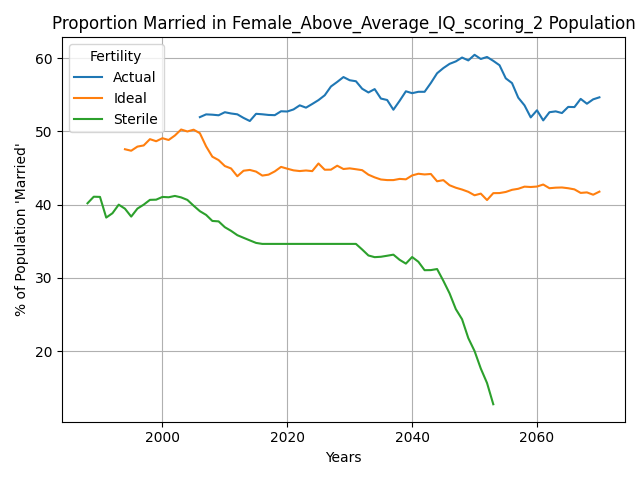 Proportion Married in Female_Above_Average_IQ_scoring_2 Population
Fertility
Actual
Ideal
Sterile
% of Population 'Married'
60
50
40
30
20
2000
2020
2040
2060
Years